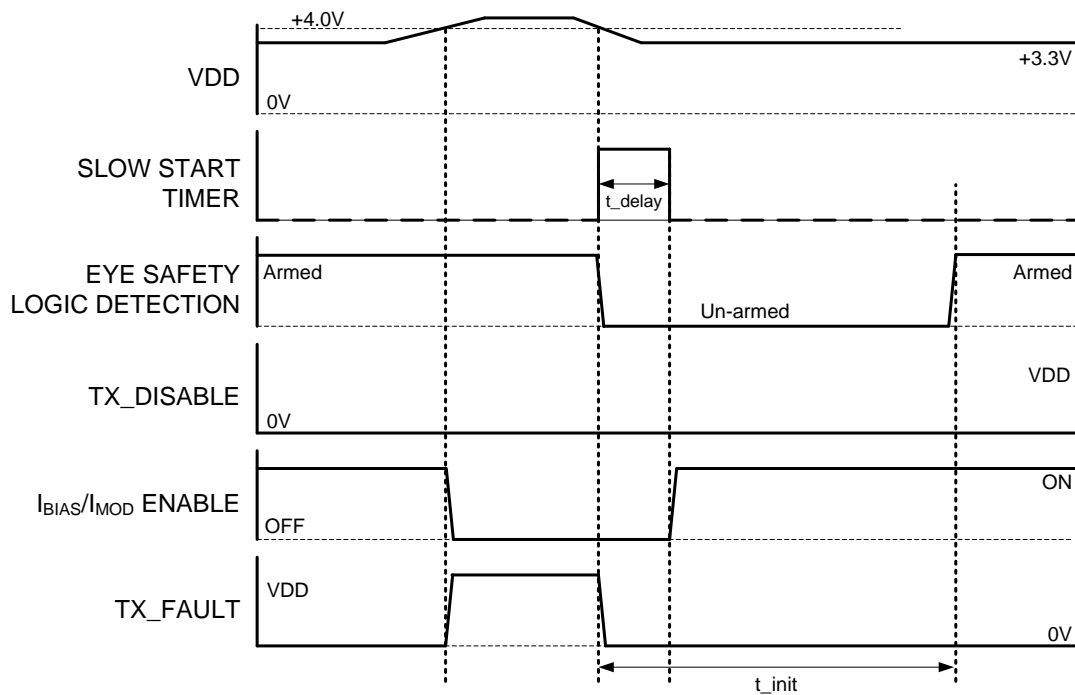 +4.0V
+3.3V
VDD
0V
SLOW START
TIMER
t_delay
EYE SAFETY
LOGIC DETECTION
Armed
Un-armed
Armed
TX_DISABLE
VDD
0V
IBIAS/IMOD ENABLE
ON
OFF
TX_FAULT
VDD
0V
t_init